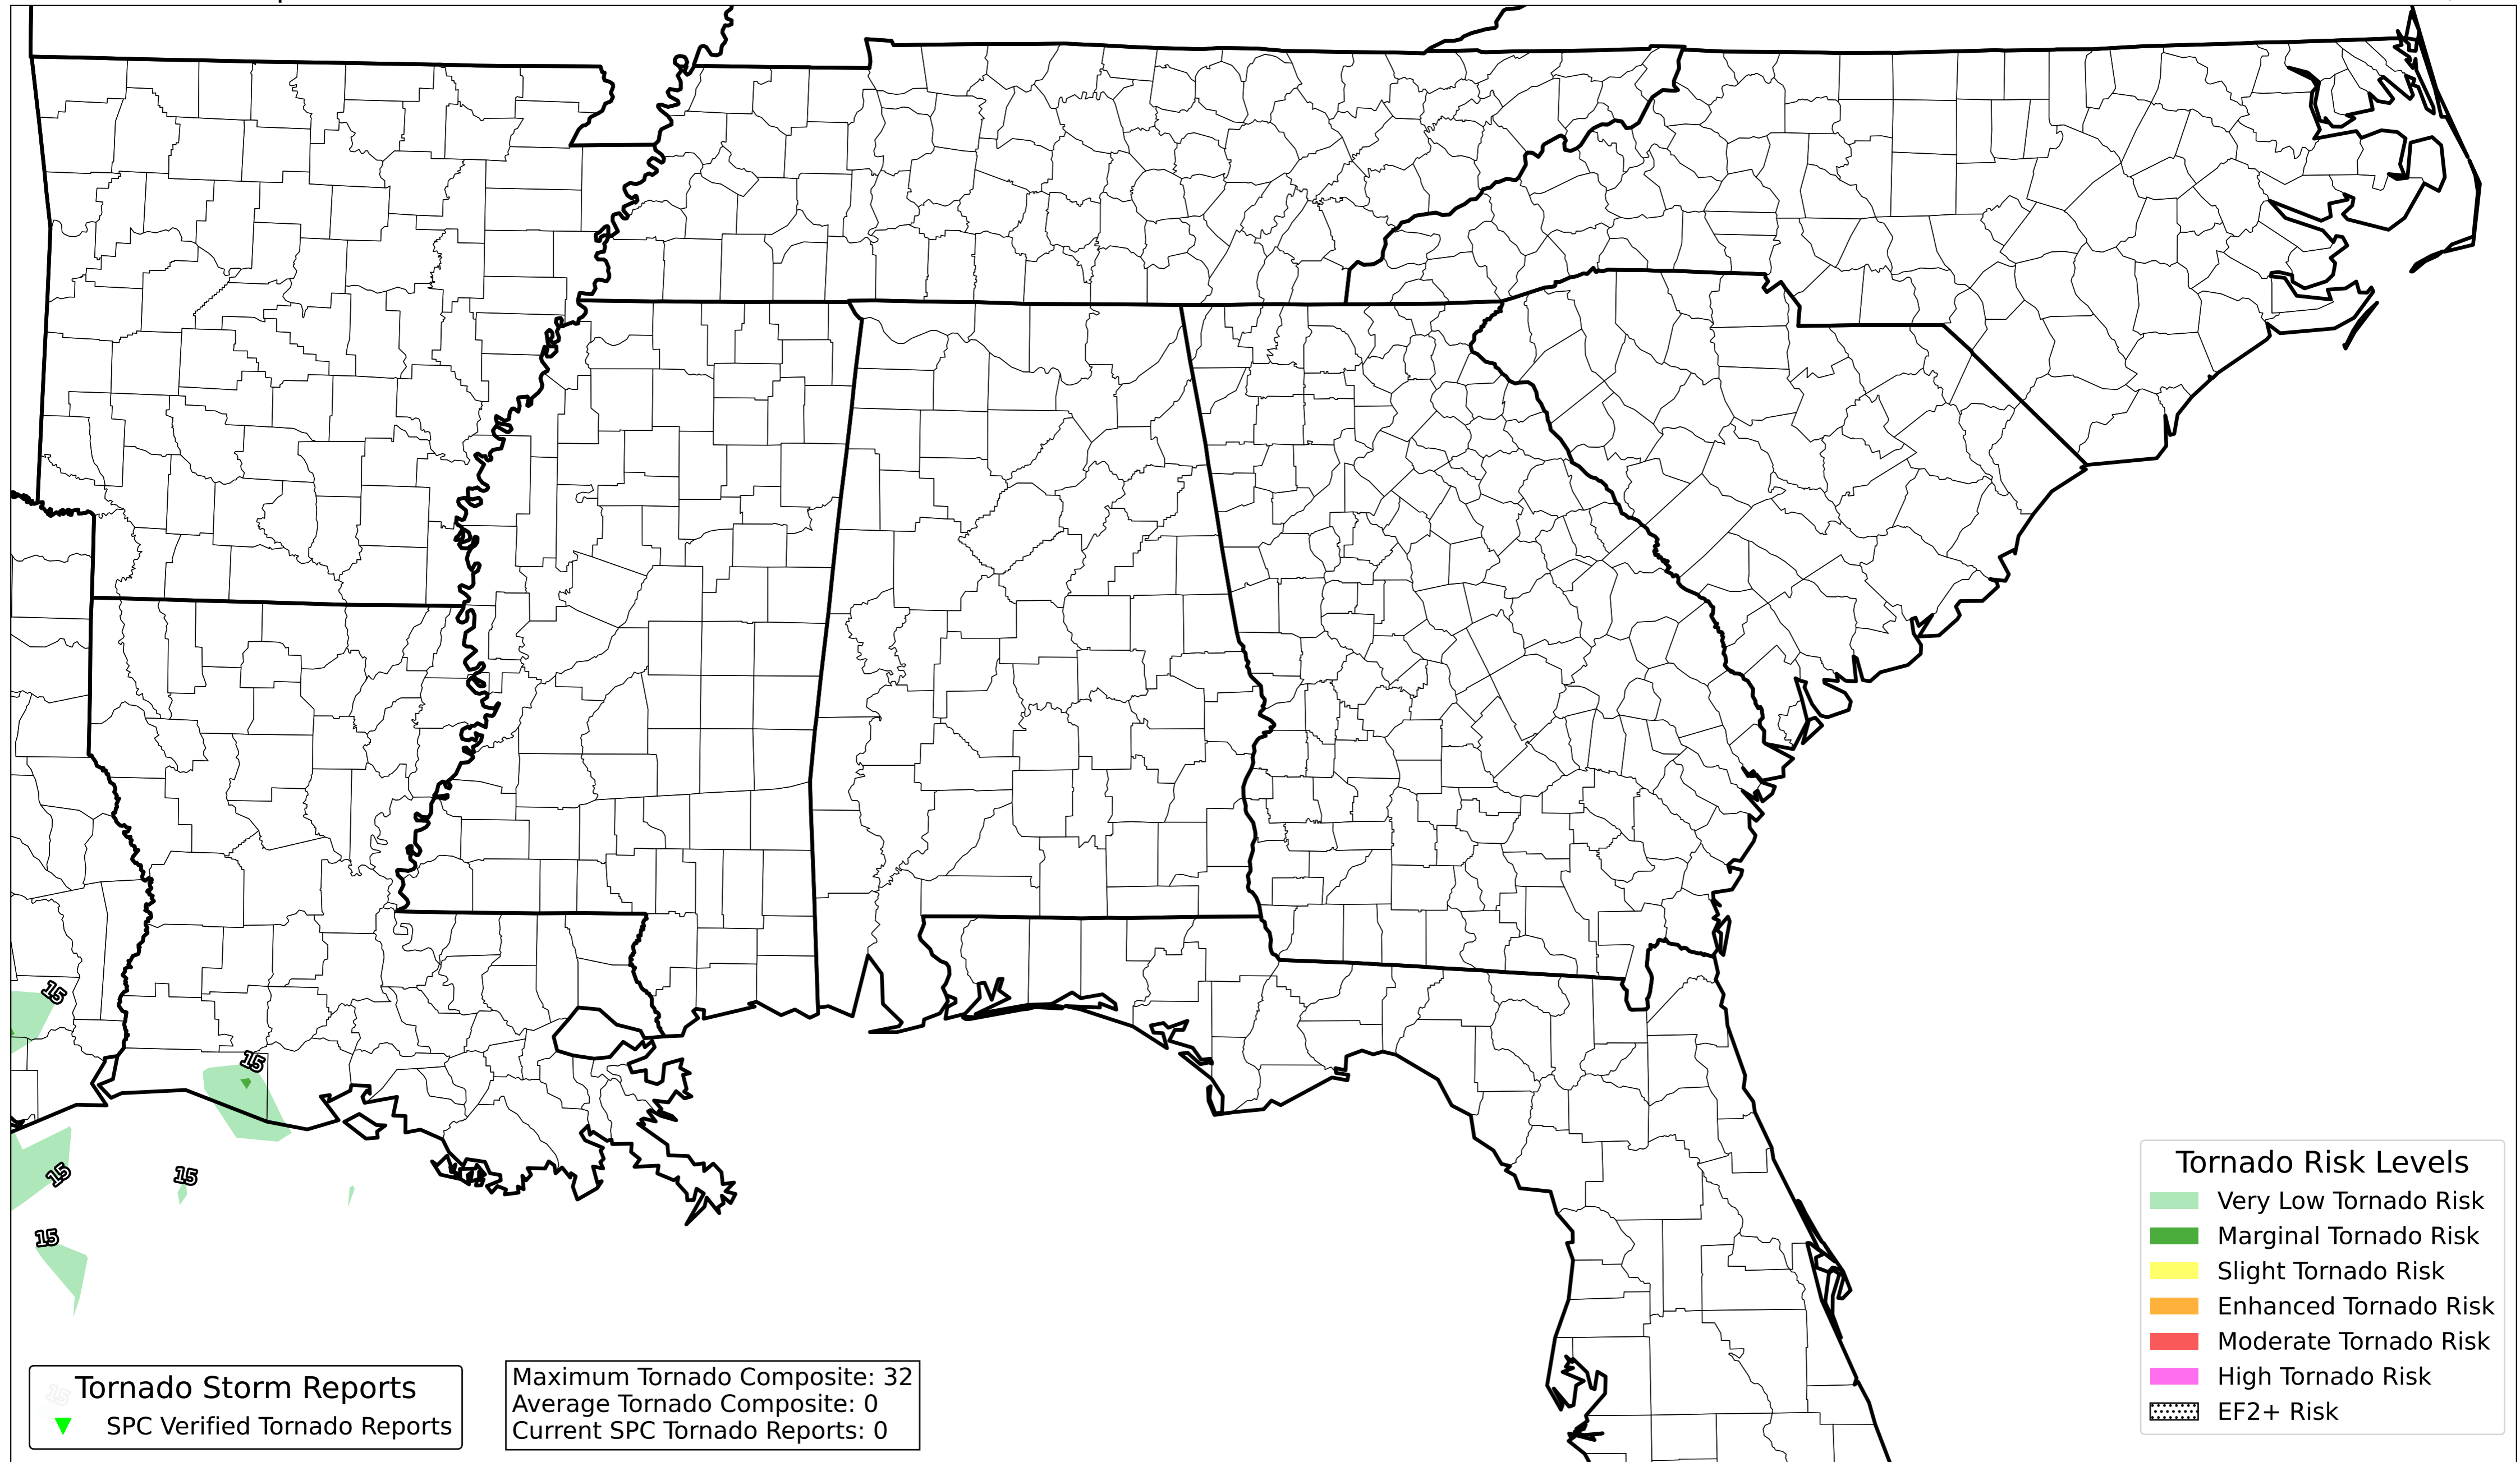 15
15
15
15
15
15
Tornado Storm Reports
SPC Verified Tornado Reports
Maximum Tornado Composite: 32
Average Tornado Composite: 0
Current SPC Tornado Reports: 0
Tornado Risk Levels
Very Low Tornado Risk
Marginal Tornado Risk
Slight Tornado Risk
Enhanced Tornado Risk
Moderate Tornado Risk
High Tornado Risk
EF2+ Risk